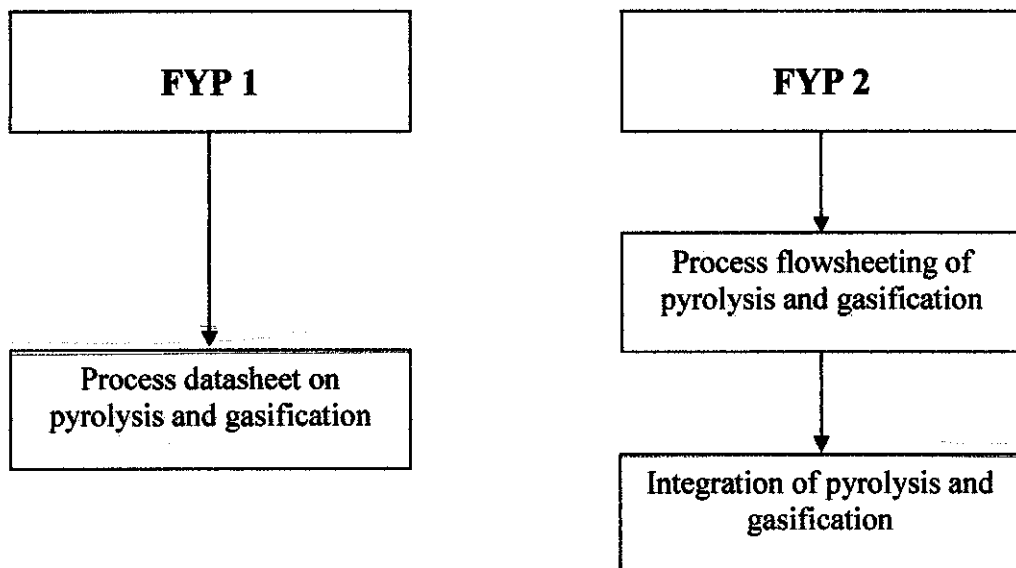 FYP 1
Process datasheet on
pyrolysis and gasification
FYP 2
Process flowsheeting of
pyrolysis and gasification
Integration of pyrolysis and
gasification